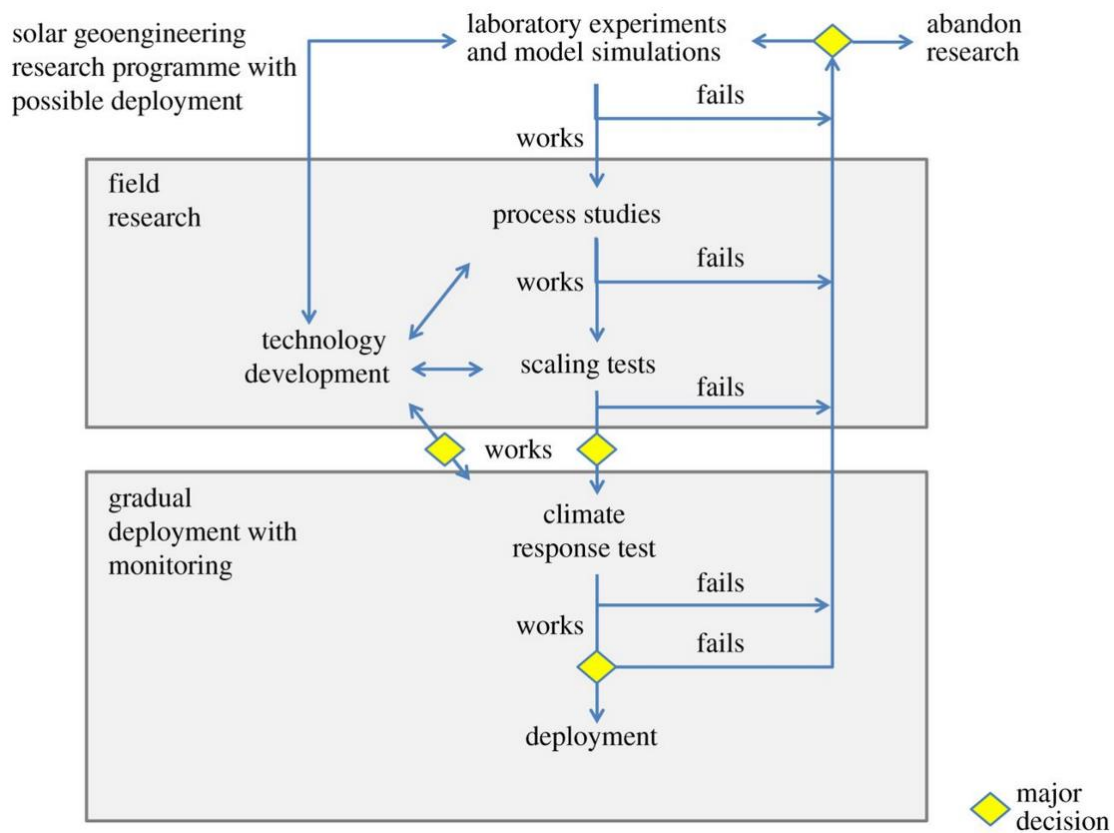 solar geoengineering
research programme with
possible deployment
laboratory experiments
and model simulations
abandon
research
fails
works
field
research
process studies
fails
works
technology
development
scaling tests
fails
works
gradual
deployment with
monitoring
climate
response test
fails
works
fails
deployment
major
decision